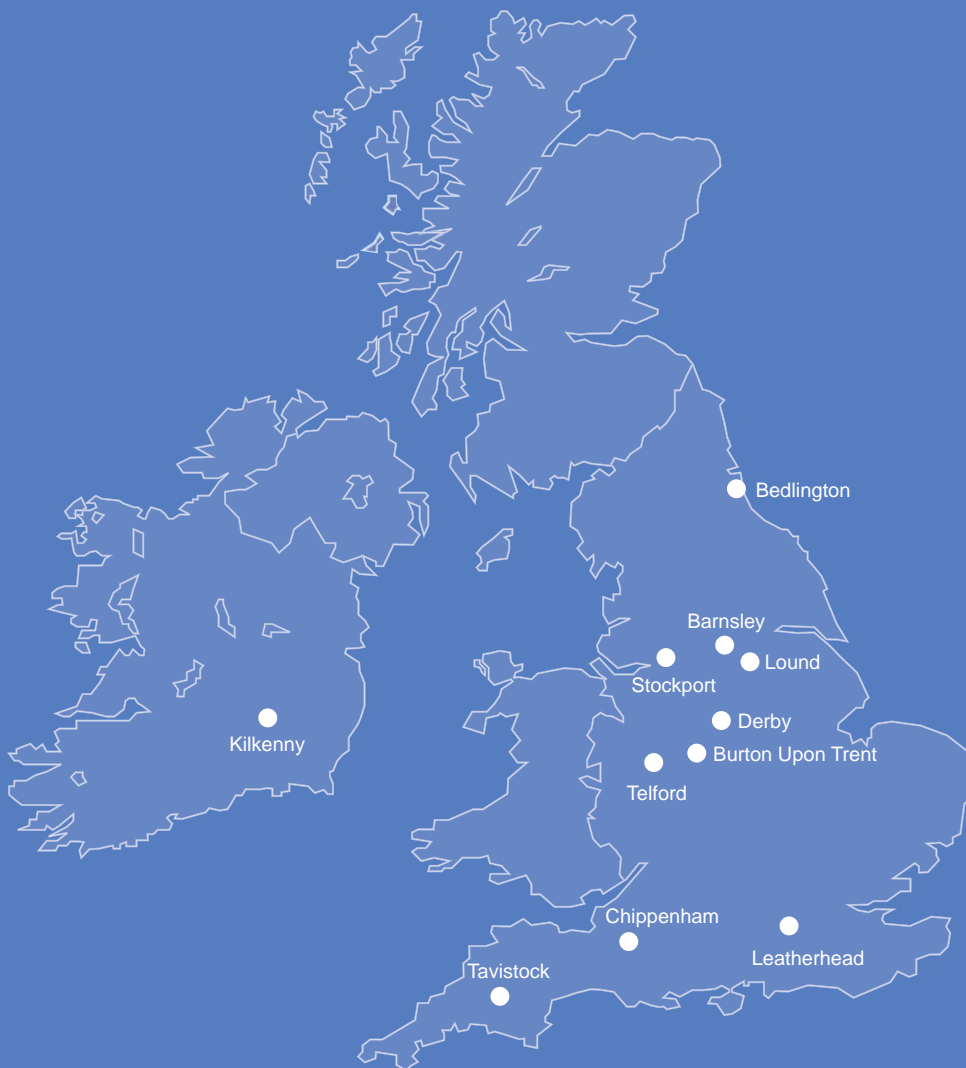 Bedlington
Barnsley
Lound
Stockport
Derby
Kilkenny
Burton Upon Trent
Telford
Chippenham
Leatherhead
Tavistock